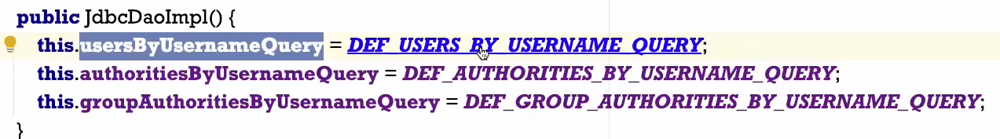 public JdbcDaoImpl() {
this.usersByUsernameQuery = DEF_USERS_BY_USERNAME_QUERY;
this.authoritiesByUsernameQuery = DEF_AUTHORITIES_BY_USERNAME_QUERY;
this.groupAuthoritiesByUsernameQuery = DEF_GROUP_AUTHORITIES_BY_USERNAME_QUERY;
}